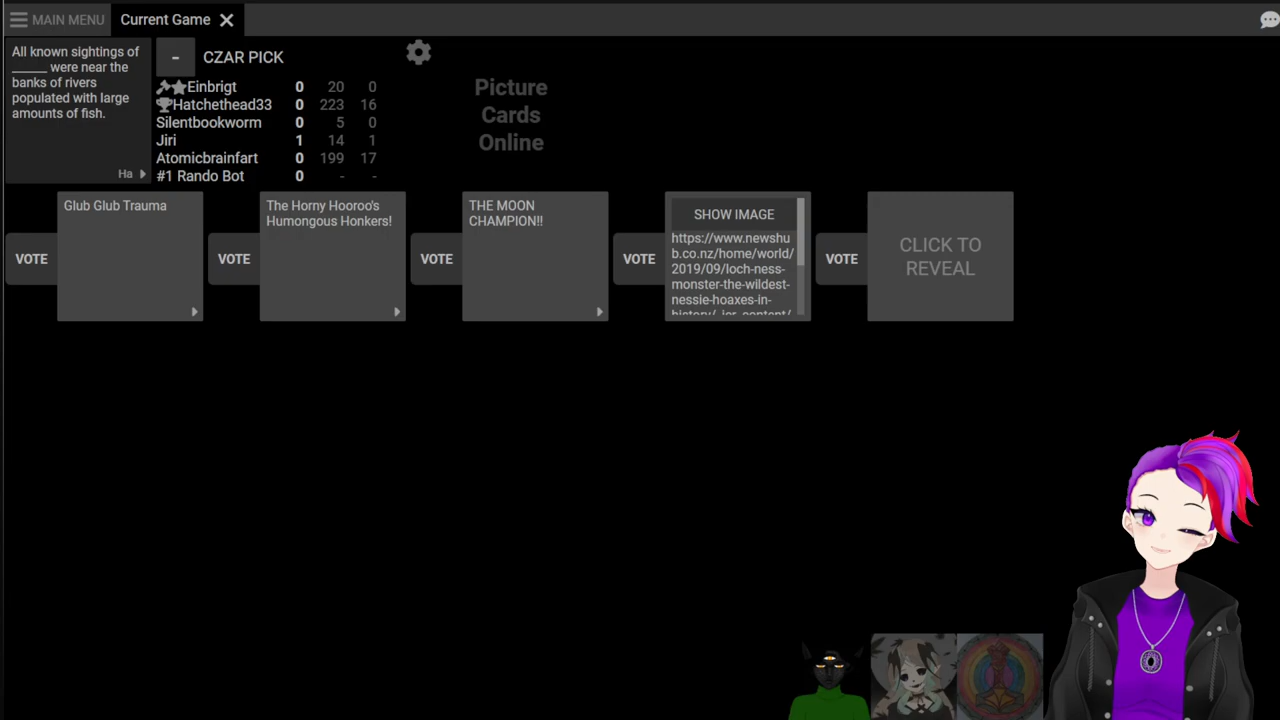 MAIN MENU
Current Game
All known sightings of
______ were near the
banks of rivers
populated with large
amounts of fish.
Ha
-
CZAR PICK
Einbrigt 0 20 0
Hatchethead33 0 223 16
Silentbookworm 0 5 0
Jiri 1 14 1
Atomicbrainfart 0 199 17
#1 Rando Bot 0 - -
Picture
Cards
Online
VOTE
Glub Glub Trauma
VOTE
The Horny Hooroo's
Humongous Honkers!
VOTE
THE MOON
CHAMPION!!
VOTE
SHOW IMAGE
https://www.newshu
b.co.nz/home/world/
2019/09/loch-ness-
monster-the-wildest-
nessie-hoaxes-in-
history/_jcr_content/
VOTE
CLICK TO
REVEAL